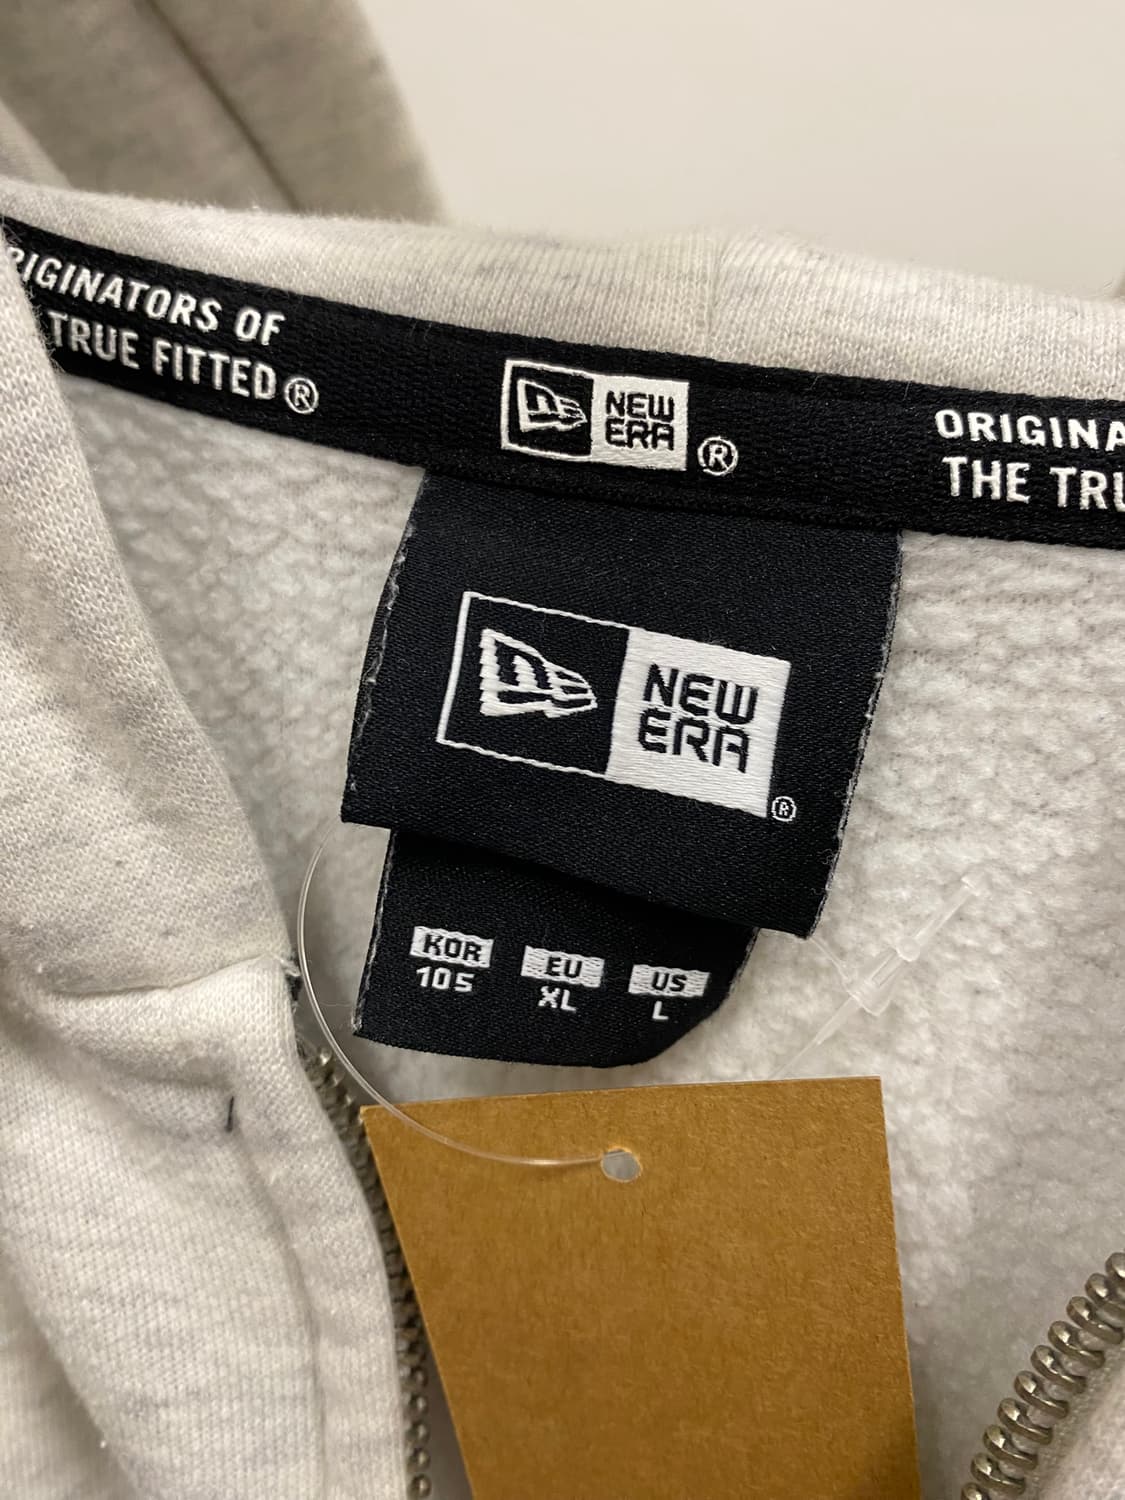 RIGINATORS OF
TRUE FITTED®
NEW
ERA®
ORIGINA
THE TRU
NEW
ERA®
KOR EU US
105 XL L